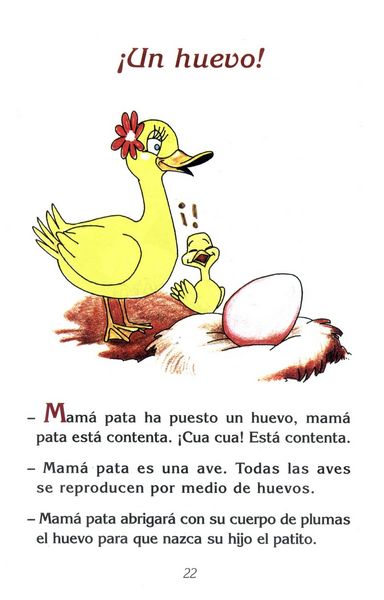 ¡Un huevo!
¡!
– Mamá pata ha puesto un huevo, mamá
pata está contenta. ¡Cua cua! Está contenta.
– Mamá pata es una ave. Todas las aves
se reproducen por medio de huevos.
– Mamá pata abrigará con su cuerpo de plumas
el huevo para que nazca su hijo el patito.
22